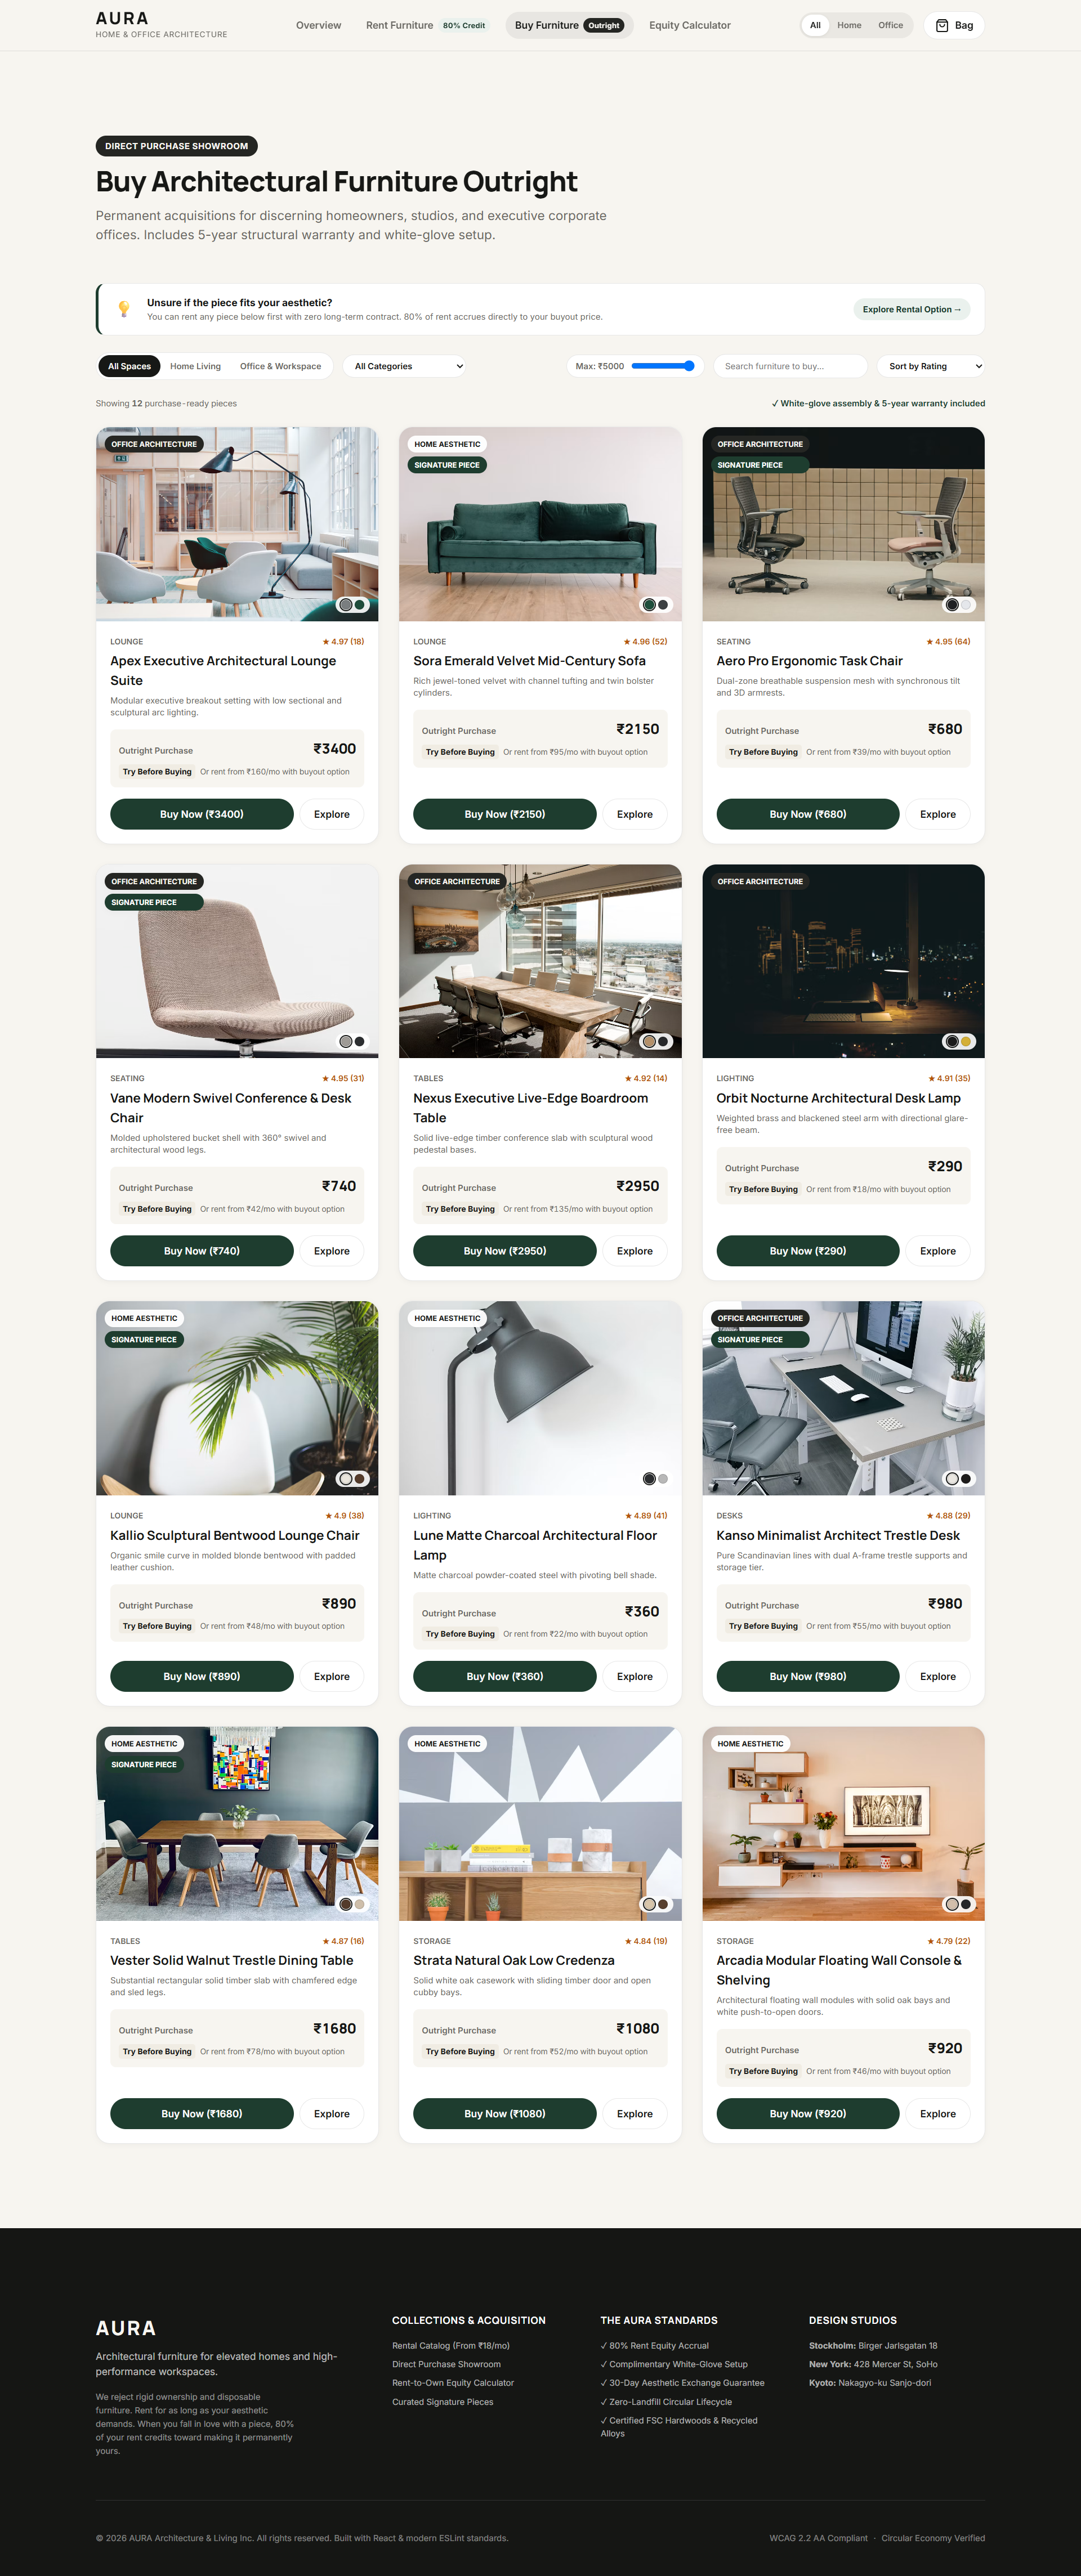 AURA
HOME & OFFICE ARCHITECTURE
Overview
Rent Furniture 80% Credit
Buy Furniture Outright
Equity Calculator
All Home Office
Bag
DIRECT PURCHASE SHOWROOM
Buy Architectural Furniture Outright
Permanent acquisitions for discerning homeowners, studios, and executive corporate
offices. Includes 5-year structural warranty and white-glove setup.
Unsure if the piece fits your aesthetic?
You can rent any piece below first with zero long-term contract. 80% of rent accrues directly to your buyout price.
Explore Rental Option →
All Spaces Home Living Office & Workspace
All Categories
Max: ₹5000
Search furniture to buy...
Sort by Rating
Showing 12 purchase-ready pieces
✓ White-glove assembly & 5-year warranty included
OFFICE ARCHITECTURE
LOUNGE ★ 4.97 (18)
Apex Executive Architectural Lounge
Suite
Modular executive breakout setting with low sectional and
sculptural arc lighting.
Outright Purchase ₹3400
Try Before Buying Or rent from ₹160/mo with buyout option
Buy Now (₹3400) Explore
HOME AESTHETIC
SIGNATURE PIECE
LOUNGE ★ 4.96 (52)
Sora Emerald Velvet Mid-Century Sofa
Rich jewel-toned velvet with channel tufting and twin bolster
cylinders.
Outright Purchase ₹2150
Try Before Buying Or rent from ₹95/mo with buyout option
Buy Now (₹2150) Explore
OFFICE ARCHITECTURE
SIGNATURE PIECE
SEATING ★ 4.95 (64)
Aero Pro Ergonomic Task Chair
Dual-zone breathable suspension mesh with synchronous tilt
and 3D armrests.
Outright Purchase ₹680
Try Before Buying Or rent from ₹39/mo with buyout option
Buy Now (₹680) Explore
OFFICE ARCHITECTURE
SIGNATURE PIECE
SEATING ★ 4.95 (31)
Vane Modern Swivel Conference & Desk
Chair
Molded upholstered bucket shell with 360° swivel and
architectural wood legs.
Outright Purchase ₹740
Try Before Buying Or rent from ₹42/mo with buyout option
Buy Now (₹740) Explore
OFFICE ARCHITECTURE
TABLES ★ 4.92 (14)
Nexus Executive Live-Edge Boardroom
Table
Solid live-edge timber conference slab with sculptural wood
pedestal bases.
Outright Purchase ₹2950
Try Before Buying Or rent from ₹135/mo with buyout option
Buy Now (₹2950) Explore
OFFICE ARCHITECTURE
LIGHTING ★ 4.91 (35)
Orbit Nocturne Architectural Desk Lamp
Weighted brass and blackened steel arm with directional glare-
free beam.
Outright Purchase ₹290
Try Before Buying Or rent from ₹18/mo with buyout option
Buy Now (₹290) Explore
HOME AESTHETIC
SIGNATURE PIECE
LOUNGE ★ 4.9 (38)
Kallio Sculptural Bentwood Lounge Chair
Organic smile curve in molded blonde bentwood with padded
leather cushion.
Outright Purchase ₹890
Try Before Buying Or rent from ₹48/mo with buyout option
Buy Now (₹890) Explore
HOME AESTHETIC
LIGHTING ★ 4.89 (41)
Lune Matte Charcoal Architectural Floor
Lamp
Matte charcoal powder-coated steel with pivoting bell shade.
Outright Purchase ₹360
Try Before Buying Or rent from ₹22/mo with buyout option
Buy Now (₹360) Explore
OFFICE ARCHITECTURE
SIGNATURE PIECE
DESKS ★ 4.88 (29)
Kanso Minimalist Architect Trestle Desk
Pure Scandinavian lines with dual A-frame trestle supports and
storage tier.
Outright Purchase ₹980
Try Before Buying Or rent from ₹55/mo with buyout option
Buy Now (₹980) Explore
HOME AESTHETIC
SIGNATURE PIECE
TABLES ★ 4.87 (16)
Vester Solid Walnut Trestle Dining Table
Substantial rectangular solid timber slab with chamfered edge
and sled legs.
Outright Purchase ₹1680
Try Before Buying Or rent from ₹78/mo with buyout option
Buy Now (₹1680) Explore
HOME AESTHETIC
STORAGE ★ 4.84 (19)
Strata Natural Oak Low Credenza
Solid white oak casework with sliding timber door and open
cubby bays.
Outright Purchase ₹1080
Try Before Buying Or rent from ₹52/mo with buyout option
Buy Now (₹1080) Explore
HOME AESTHETIC
STORAGE ★ 4.79 (22)
Arcadia Modular Floating Wall Console &
Shelving
Architectural floating wall modules with solid oak bays and
white push-to-open doors.
Outright Purchase ₹920
Try Before Buying Or rent from ₹46/mo with buyout option
Buy Now (₹920) Explore
AURA
Architectural furniture for elevated homes and high-
performance workspaces.
We reject rigid ownership and disposable
furniture. Rent for as long as your aesthetic
demands. When you fall in love with a piece, 80%
of your rent credits toward making it permanently
yours.
COLLECTIONS & ACQUISITION
Rental Catalog (From ₹18/mo)
Direct Purchase Showroom
Rent-to-Own Equity Calculator
Curated Signature Pieces
THE AURA STANDARDS
✓ 80% Rent Equity Accrual
✓ Complimentary White-Glove Setup
✓ 30-Day Aesthetic Exchange Guarantee
✓ Zero-Landfill Circular Lifecycle
✓ Certified FSC Hardwoods & Recycled
Alloys
DESIGN STUDIOS
Stockholm: Birger Jarlsgatan 18
New York: 428 Mercer St, SoHo
Kyoto: Nakagyo-ku Sanjo-dori
© 2026 AURA Architecture & Living Inc. All rights reserved. Built with React & modern ESLint standards.
WCAG 2.2 AA Compliant · Circular Economy Verified